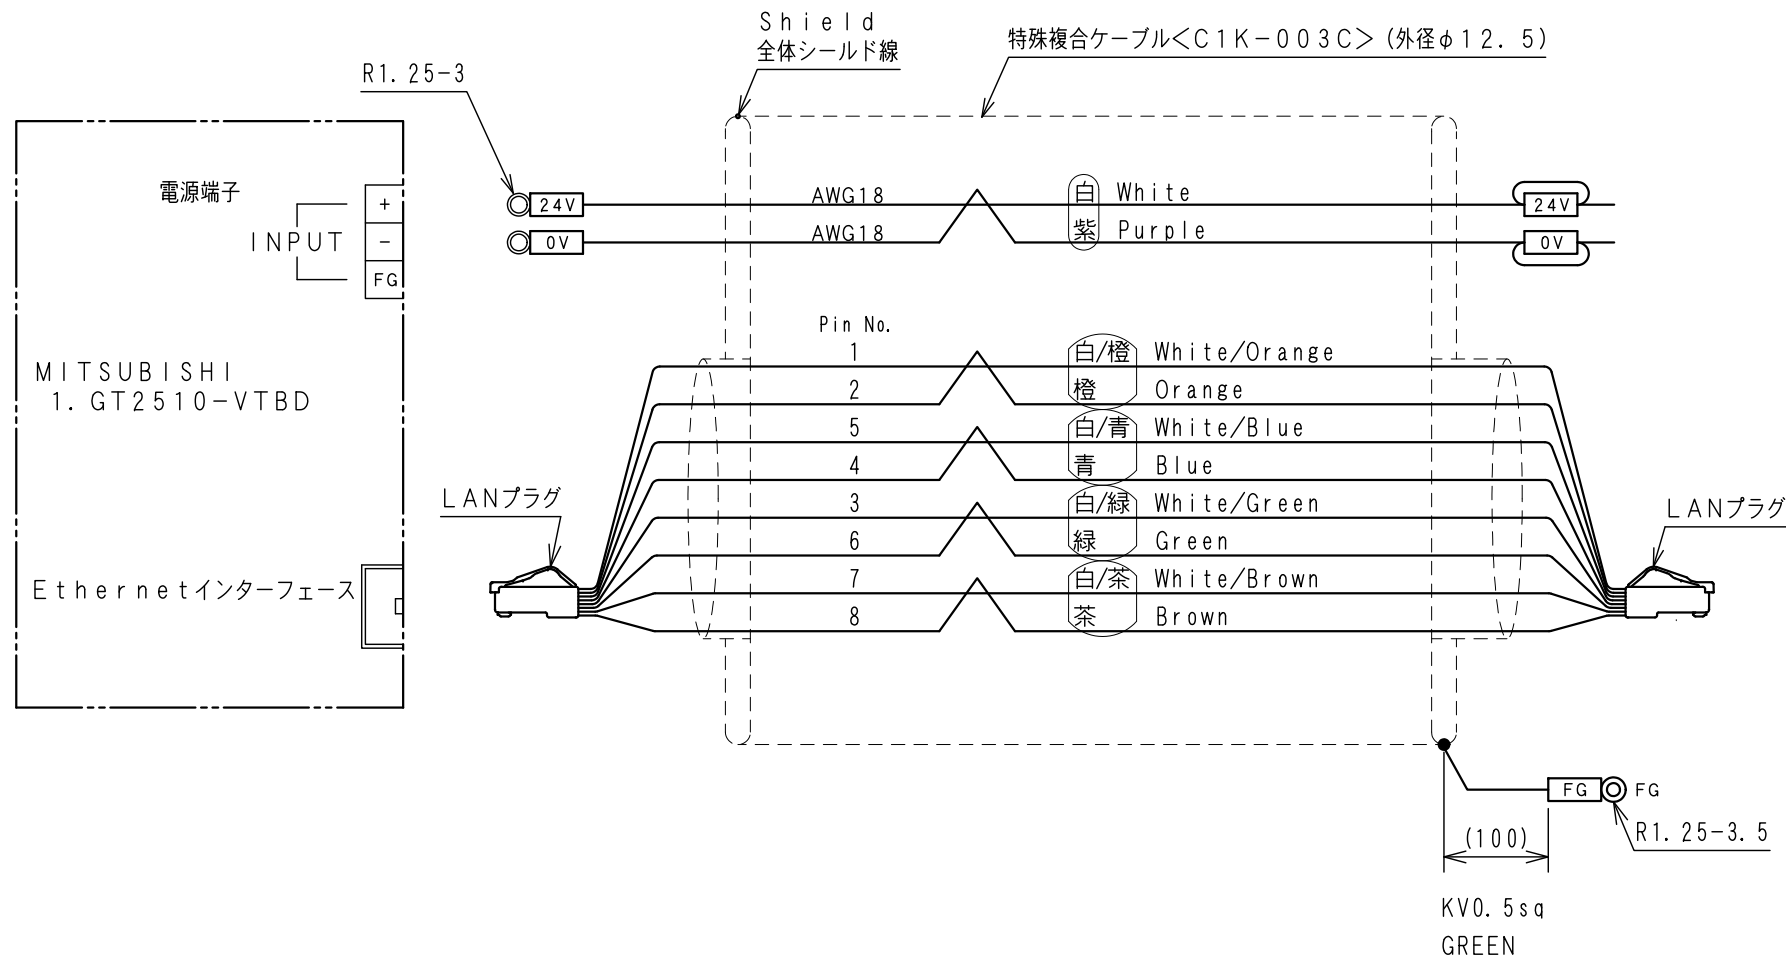 Shield
全体シールド線
特殊複合ケーブル<C1K-003C>(外径φ12.5)
R1.25-3
電源端子
INPUT
+
-
FG
24V
0V
AWG18
AWG18
白 White
紫 Purple
24V
0V
MITSUBISHI
1. GT2510-VTBD
Pin No.
1 白/橙 White/Orange
2 橙 Orange
5 白/青 White/Blue
4 青 Blue
3 白/緑 White/Green
6 緑 Green
7 白/茶 White/Brown
8 茶 Brown
LANプラグ
LANプラグ
Ethernetインターフェース
FG FG
R1.25-3.5
(100)
KV0.5sq
GREEN